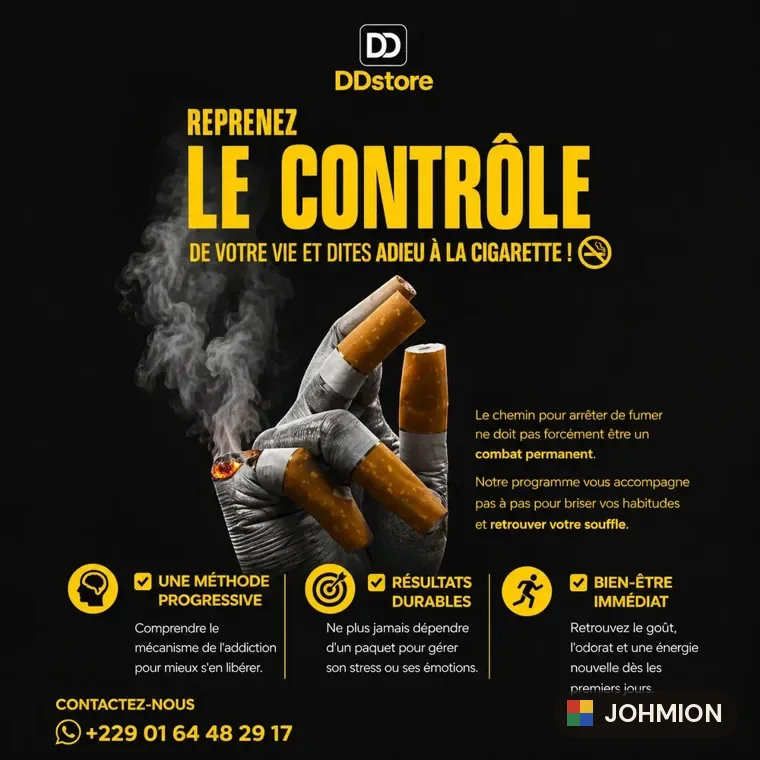 DD
DDstore
REPRENEZ
LE CONTRÔLE
DE VOTRE VIE ET DITES ADIEU À LA CIGARETTE !
Le chemin pour arrêter de fumer
ne doit pas forcément être un
combat permanent.
Notre programme vous accompagne
pas à pas pour briser vos habitudes
et retrouver votre souffle.
UNE MÉTHODE
PROGRESSIVE
Comprendre le
mécanisme de l'addiction
pour mieux s'en libérer.
RÉSULTATS
DURABLES
Ne plus jamais dépendre
d'un paquet pour gérer
son stress ou ses émotions.
BIEN-ÊTRE
IMMÉDIAT
Retrouvez le goût,
l'odorat et une énergie
nouvelle dès les
premiers jours.
CONTACTEZ-NOUS
+229 01 64 48 29 17
JOHMION